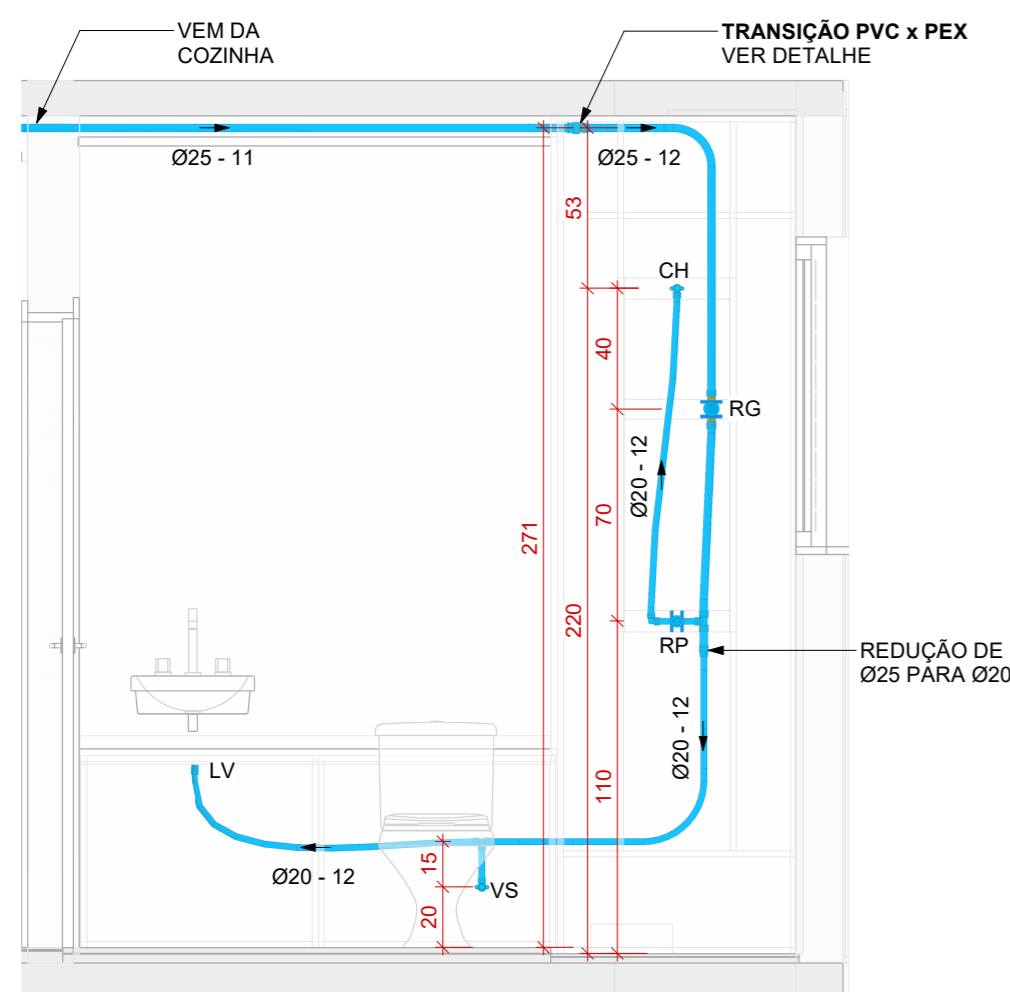 VEM DA
COZINHA
TRANSIÇÃO PVC x PEX
VER DETALHE
Ø25 - 11
Ø25 - 12
53
CH
40
RG
Ø20 - 12
70
271
220
RP
REDUÇÃO DE
Ø25 PARA Ø20
Ø20 - 12
LV
110
15
Ø20 - 12
VS
20